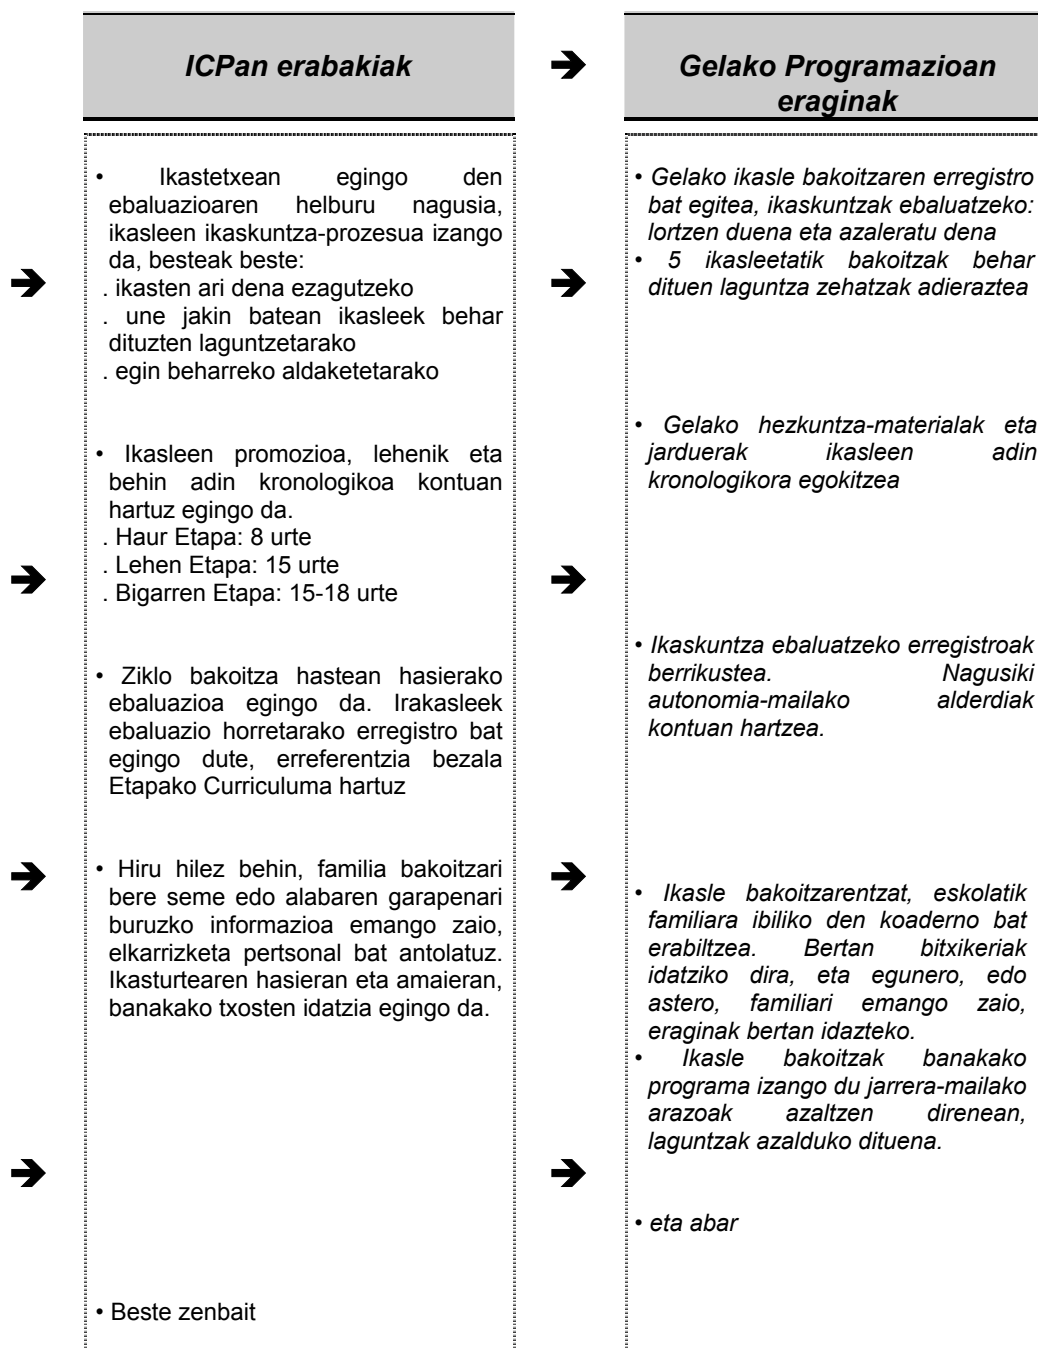 ICPan erabakiak
➔
Gelako Programazioan
eraginak
• Ikastetxean egingo den
ebaluazioaren helburu nagusia,
ikasleen ikaskuntza-prozesua izango
da, besteak beste:
. ikasten ari dena ezagutzeko
. une jakin batean ikasleek behar
dituzten laguntzetarako
. egin beharreko aldaketetarako
• Ikasleen promozioa, lehenik eta
behin adin kronologikoa kontuan
hartuz egingo da.
. Haur Etapa: 8 urte
. Lehen Etapa: 15 urte
. Bigarren Etapa: 15-18 urte
• Ziklo bakoitza hastean hasierako
ebaluazioa egingo da. Irakasleek
ebaluazio horretarako erregistro bat
egingo dute, erreferentzia bezala
Etapako Curriculuma hartuz
• Hiru hilez behin, familia bakoitzari
bere seme edo alabaren garapenari
buruzko informazioa emango zaio,
elkarrizketa pertsonal bat antolatuz.
Ikasturtearen hasieran eta amaieran,
banakako txosten idatzia egingo da.
• Beste zenbait
• Gelako ikasle bakoitzaren erregistro
bat egitea, ikaskuntzak ebaluatzeko:
lortzen duena eta azaleratu dena
• 5 ikasleetatik bakoitzak behar
dituen laguntza zehatzak adieraztea
• Gelako hezkuntza-materialak eta
jarduerak ikasleen adin
kronologikora egokitzea
• Ikaskuntza ebaluatzeko erregistroak
berrikustea. Nagusiki
autonomia-mailako alderdiak
kontuan hartzea.
• Ikasle bakoitzarentzat, eskolatik
familiara ibiliko den koaderno bat
erabiltzea. Bertan bitxikeriak
idatziko dira, eta egunero, edo
astero, familiari emango zaio,
eraginak bertan idazteko.
• Ikasle bakoitzak banakako
programa izango du jarrera-mailako
arazoak azaltzen direnean,
laguntzak azalduko dituena.
• eta abar